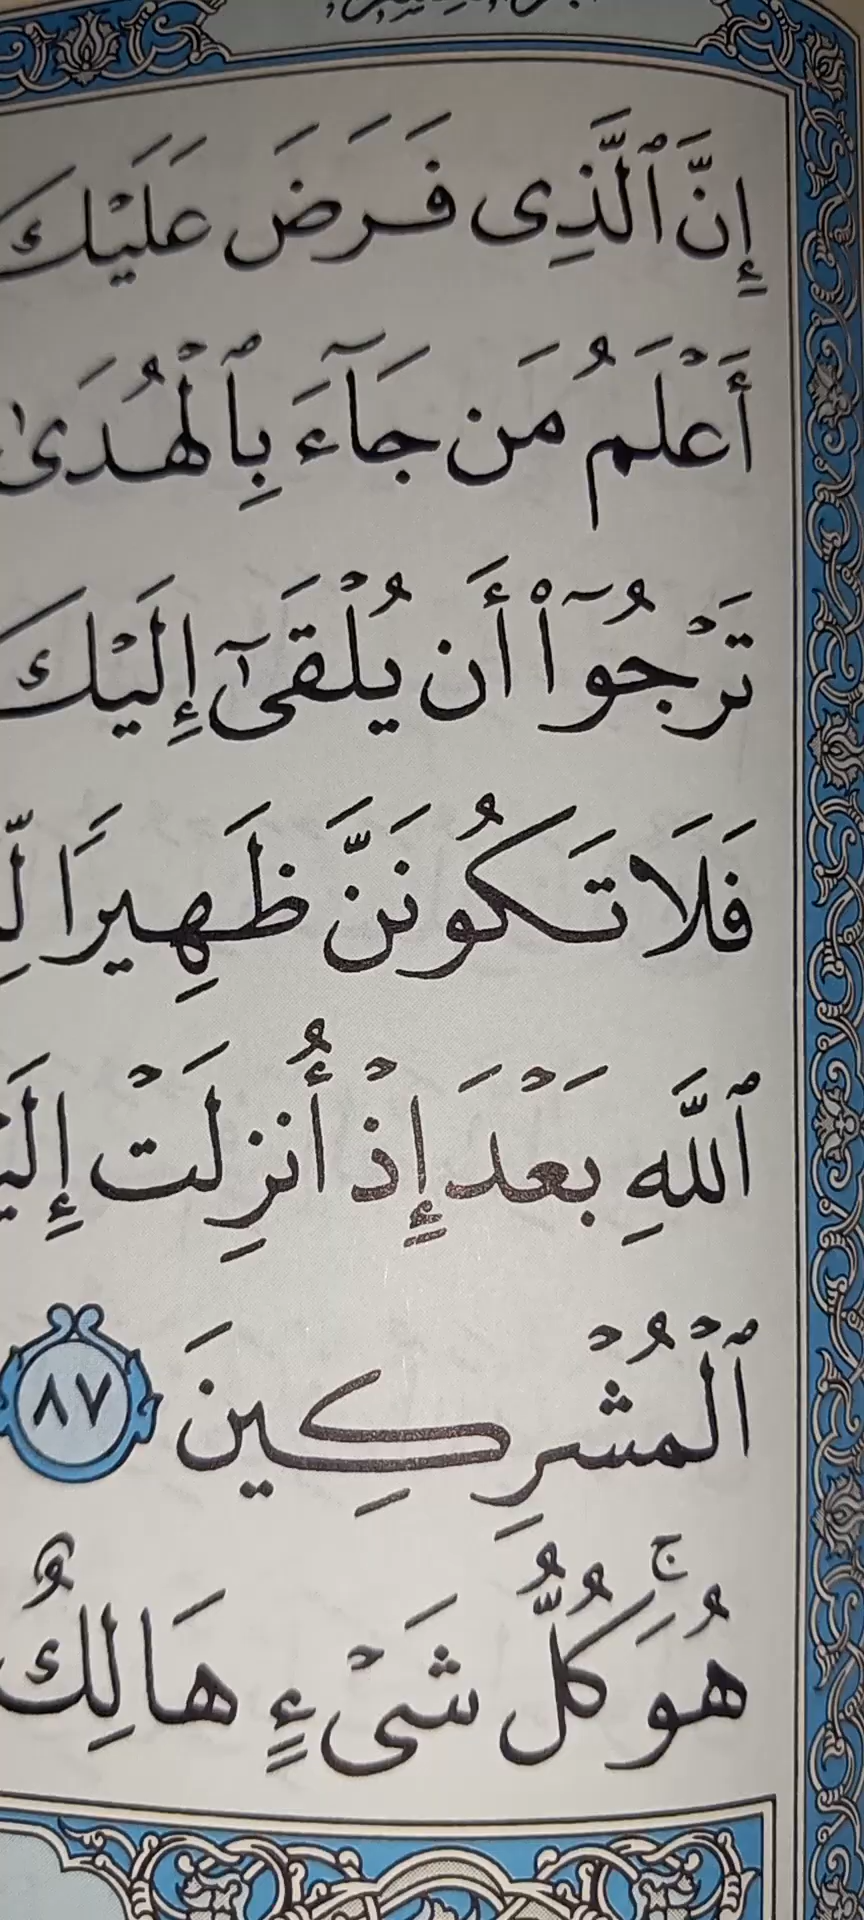 إِنَّ ٱلَّذِى فَرَضَ عَلَيْكَ
أَعْلَمُ مَن جَآءَ بِٱلْهُدَىٰ
تَرْجُوٓا۟ أَن يُلْقَىٰٓ إِلَيْكَ
فَلَا تَكُونَنَّ ظَهِيرًا
ٱللَّهِ بَعْدَ إِذْ أُنزِلَتْ
ٱلْمُشْرِكِينَ ٨٧
هُوَ ۚ كُلُّ شَىْءٍ هَالِكٌ